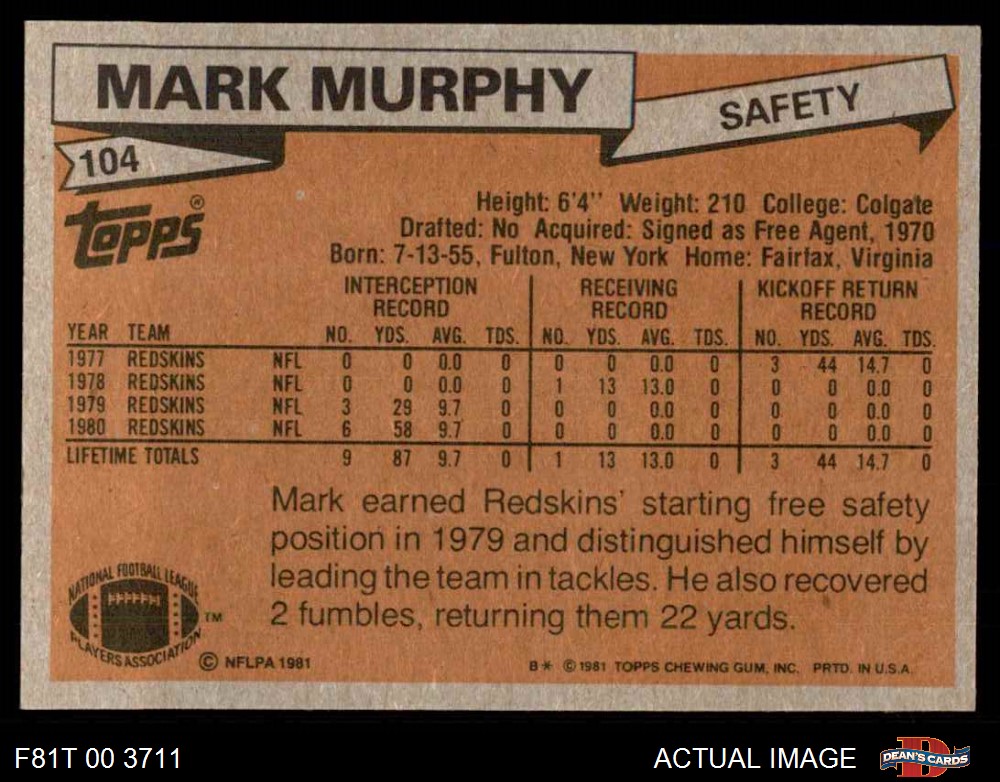 MARK MURPHY
SAFETY
104
Topps®
Height: 6'4'' Weight: 210 College: Colgate
Drafted: No Acquired: Signed as Free Agent, 1970
Born: 7-13-55, Fulton, New York Home: Fairfax, Virginia
INTERCEPTION RECORD RECEIVING RECORD KICKOFF RETURN RECORD
YEAR TEAM NO. YDS. AVG. TDS. NO. YDS. AVG. TDS. NO. YDS. AVG. TDS.
1977 REDSKINS NFL 0 0 0.0 0 0 0 0.0 0 3 44 14.7 0
1978 REDSKINS NFL 0 0 0.0 0 1 13 13.0 0 0 0 0.0 0
1979 REDSKINS NFL 3 29 9.7 0 0 0 0.0 0 0 0 0.0 0
1980 REDSKINS NFL 6 58 9.7 0 0 0 0.0 0 0 0 0.0 0
LIFETIME TOTALS 9 87 9.7 0 1 13 13.0 0 3 44 14.7 0
Mark earned Redskins' starting free safety
position in 1979 and distinguished himself by
leading the team in tackles. He also recovered
2 fumbles, returning them 22 yards.
NATIONAL FOOTBALL LEAGUE
PLAYERS ASSOCIATION
TM
© NFLPA 1981
B* © 1981 TOPPS CHEWING GUM, INC. PRTD. IN U.S.A.
F81T 00 3711
ACTUAL IMAGE
D
DEAN'S CARDS